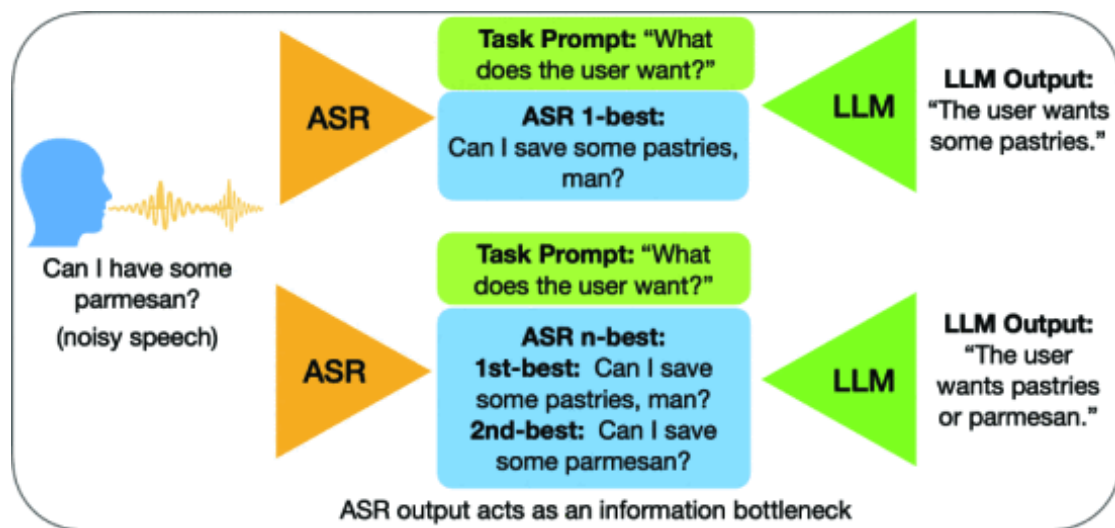 Can I have some
parmesan?
(noisy speech)
ASR
Task Prompt: “What
does the user want?”
ASR 1-best:
Can I save some pastries,
man?
LLM
LLM Output:
“The user wants
some pastries.”
ASR
Task Prompt: “What
does the user want?”
ASR n-best:
1st-best: Can I save
some pastries, man?
2nd-best: Can I save
some parmesan?
LLM
LLM Output:
“The user
wants pastries
or parmesan.”
ASR output acts as an information bottleneck